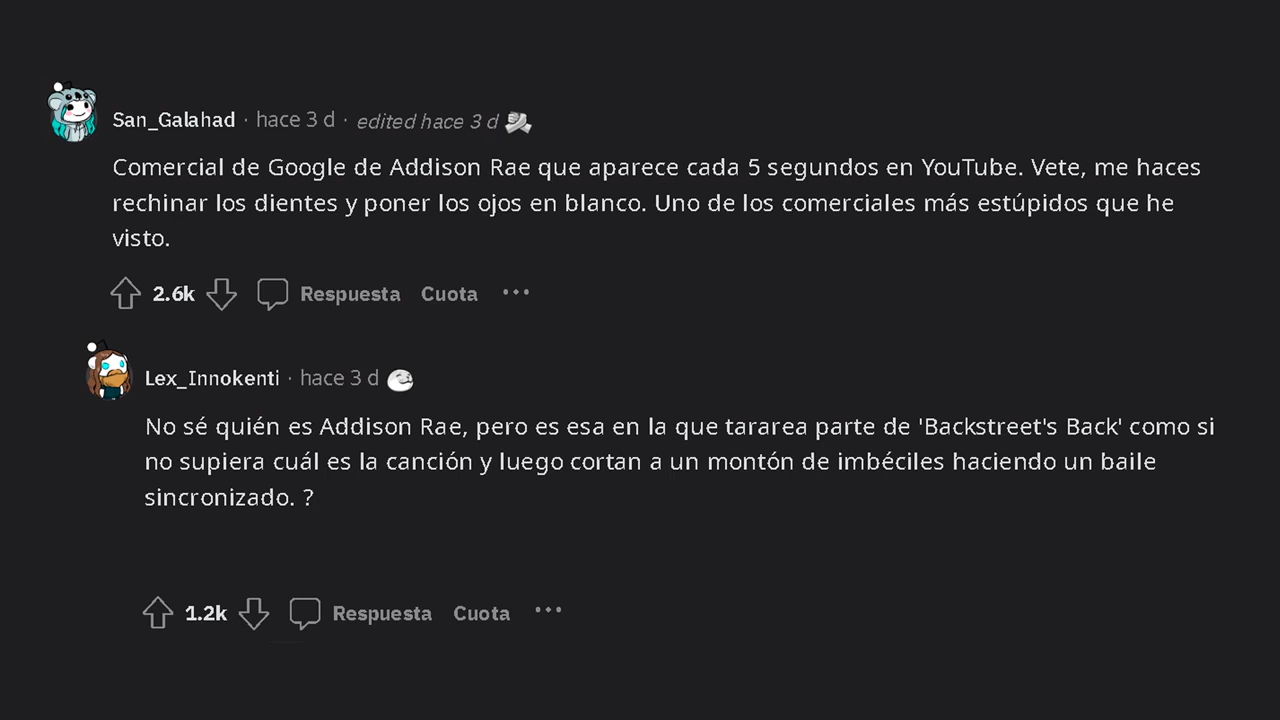 San_Galahad · hace 3 d · edited hace 3 d
Comercial de Google de Addison Rae que aparece cada 5 segundos en YouTube. Vete, me haces
rechinar los dientes y poner los ojos en blanco. Uno de los comerciales más estúpidos que he
visto.
2.6k Respuesta Cuota ···
Lex_Innokenti · hace 3 d
No sé quién es Addison Rae, pero es esa en la que tararea parte de 'Backstreet's Back' como si
no supiera cuál es la canción y luego cortan a un montón de imbéciles haciendo un baile
sincronizado. ?
1.2k Respuesta Cuota ···